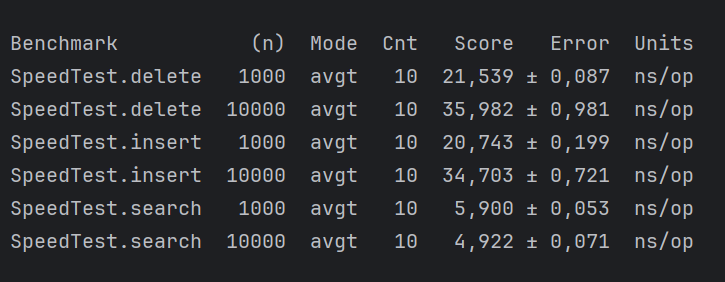 Benchmark (n) Mode Cnt Score Error Units
SpeedTest.delete 1000 avgt 10 21,539 ± 0,087 ns/op
SpeedTest.delete 10000 avgt 10 35,982 ± 0,981 ns/op
SpeedTest.insert 1000 avgt 10 20,743 ± 0,199 ns/op
SpeedTest.insert 10000 avgt 10 34,703 ± 0,721 ns/op
SpeedTest.search 1000 avgt 10 5,900 ± 0,053 ns/op
SpeedTest.search 10000 avgt 10 4,922 ± 0,071 ns/op